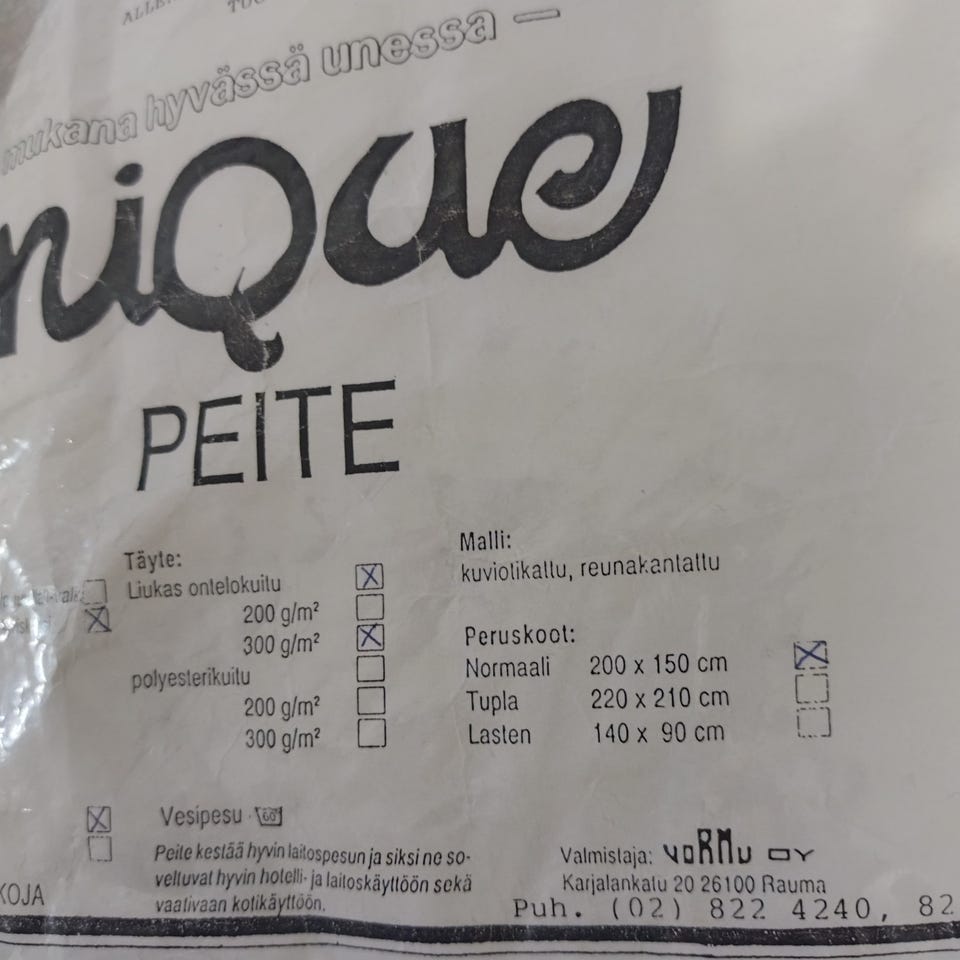 mukana hyvässä unessa —
niQue
PEITE
Täyte:
Liukas ontelokuitu
200 g/m²
300 g/m²
polyesterikuitu
200 g/m²
300 g/m²
Malli:
kuviotikattu, reunakantattu
Peruskoot:
Normaali 200 x 150 cm
Tupla 220 x 210 cm
Lasten 140 x 90 cm
Vesipesu 60
Peite kestää hyvin laitospesun ja siksi ne so-
veltuvat hyvin hotelli- ja laitoskäyttöön sekä
vaativaan kotikäyttöön.
KOJA
Valmistaja: VORMU OY
Karjalankatu 20 26100 Rauma
Puh. (02) 822 4240, 82